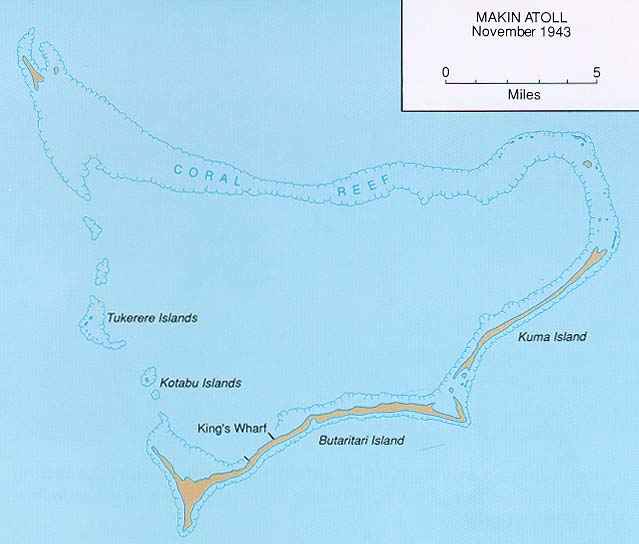 MAKIN ATOLL
November 1943
0 5
Miles
CORAL REEF
Tukerere Islands
Kuma Island
Kotabu Islands
King's Wharf
Butaritari Island